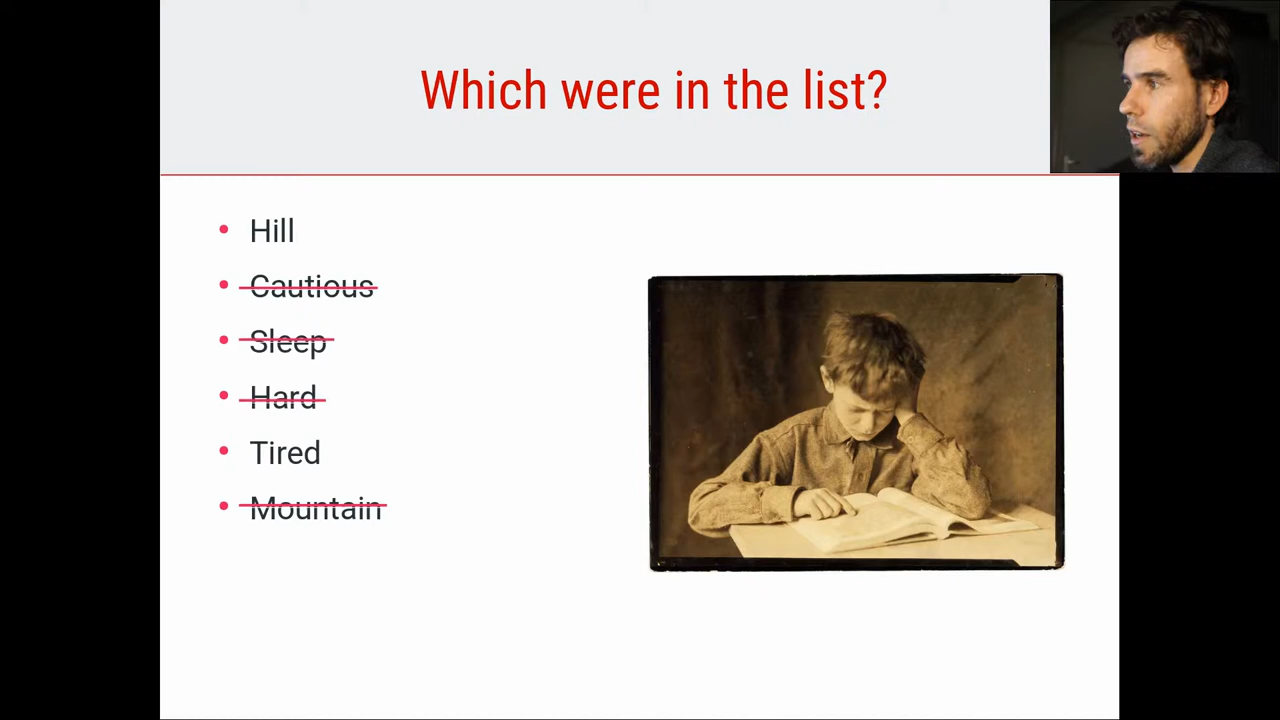 Which were in the list?
Hill
Cautious
Sleep
Hard
Tired
Mountain